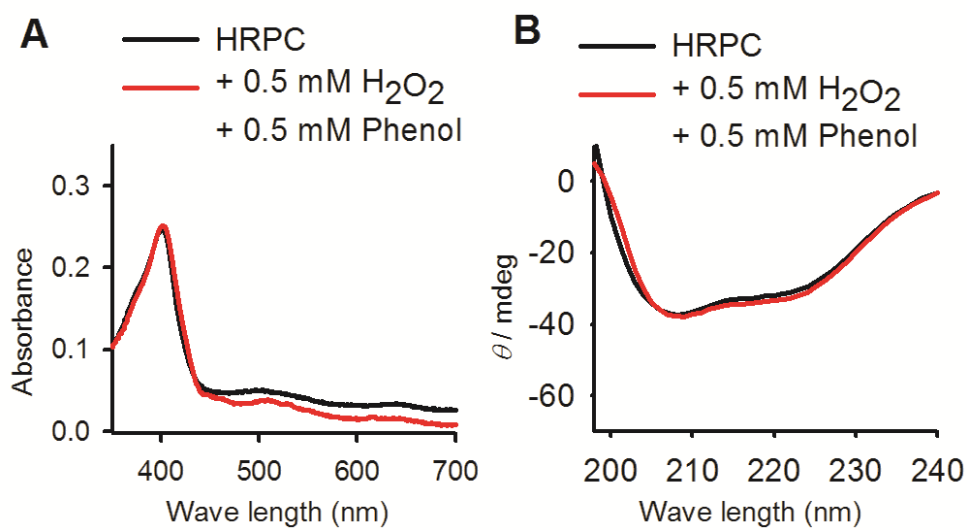 A
HRPC
+ 0.5 mM H₂O₂
+ 0.5 mM Phenol
0.3
0.2
0.1
0.0
Absorbance
400 500 600 700
Wave length (nm)
B
HRPC
+ 0.5 mM H₂O₂
+ 0.5 mM Phenol
0
-20
-40
-60
θ / mdeg
200 210 220 230 240
Wave length (nm)